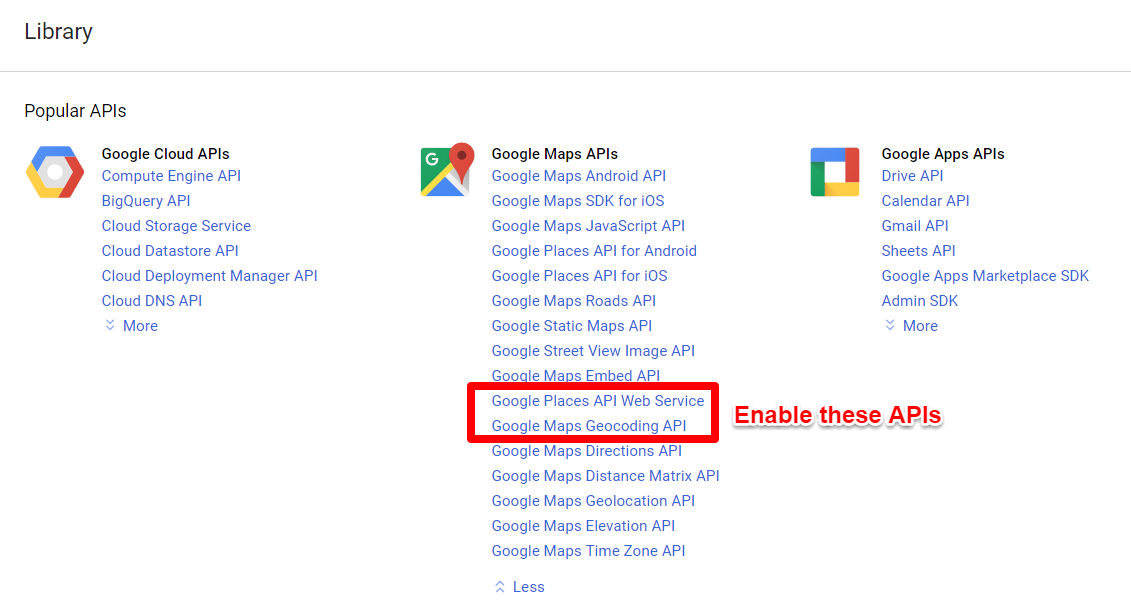 Library
Popular APIs
Google Cloud APIs
Compute Engine API
BigQuery API
Cloud Storage Service
Cloud Datastore API
Cloud Deployment Manager API
Cloud DNS API
More
G
Google Maps APIs
Google Maps Android API
Google Maps SDK for iOS
Google Maps JavaScript API
Google Places API for Android
Google Places API for iOS
Google Maps Roads API
Google Static Maps API
Google Street View Image API
Google Maps Embed API
Google Places API Web Service
Google Maps Geocoding API
Google Maps Directions API
Google Maps Distance Matrix API
Google Maps Geolocation API
Google Maps Elevation API
Google Maps Time Zone API
Less
Enable these APIs
Google Apps APIs
Drive API
Calendar API
Gmail API
Sheets API
Google Apps Marketplace SDK
Admin SDK
More